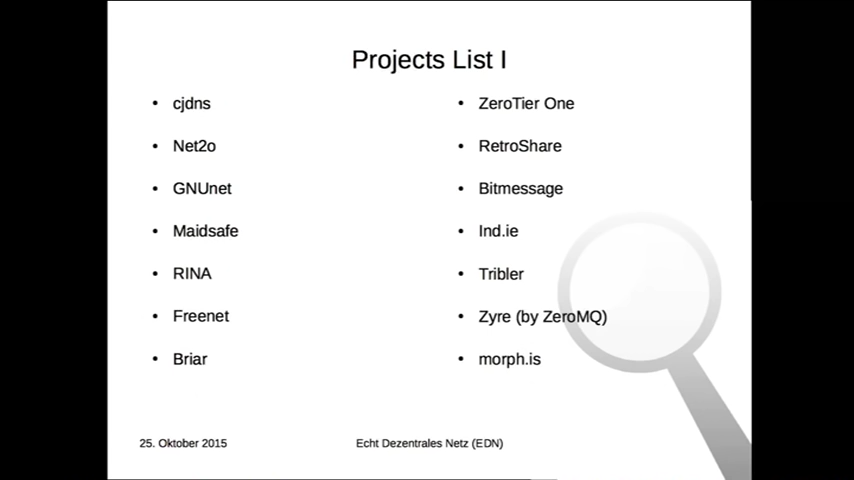 Projects List I
• cjdns
• Net2o
• GNUnet
• Maidsafe
• RINA
• Freenet
• Briar
• ZeroTier One
• RetroShare
• Bitmessage
• Ind.ie
• Tribler
• Zyre (by ZeroMQ)
• morph.is
25. Oktober 2015
Echt Dezentrales Netz (EDN)